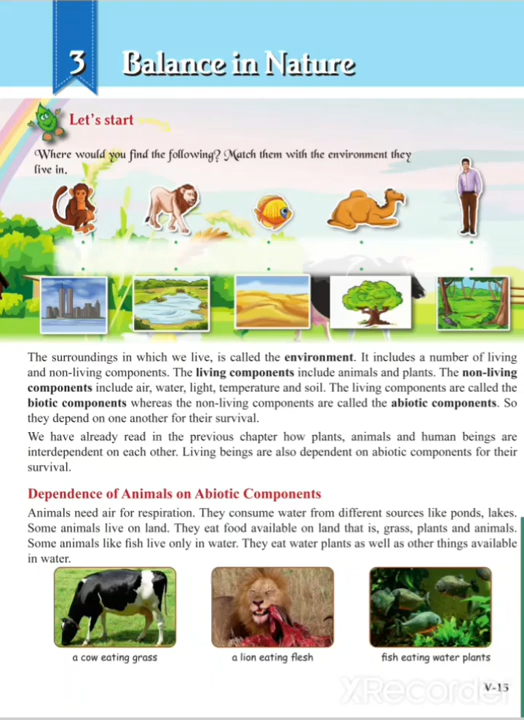 3 Balance in Nature
Let's start
Where would you find the following? Match them with the environment they
live in.
The surroundings in which we live, is called the environment. It includes a number of living
and non-living components. The living components include animals and plants. The non-living
components include air, water, light, temperature and soil. The living components are called the
biotic components whereas the non-living components are called the abiotic components. So
they depend on one another for their survival.
We have already read in the previous chapter how plants, animals and human beings are
interdependent on each other. Living beings are also dependent on abiotic components for their
survival.
Dependence of Animals on Abiotic Components
Animals need air for respiration. They consume water from different sources like ponds, lakes.
Some animals live on land. They eat food available on land that is, grass, plants and animals.
Some animals like fish live only in water. They eat water plants as well as other things available
in water.
a cow eating grass
a lion eating flesh
fish eating water plants
V-15
XRecorder